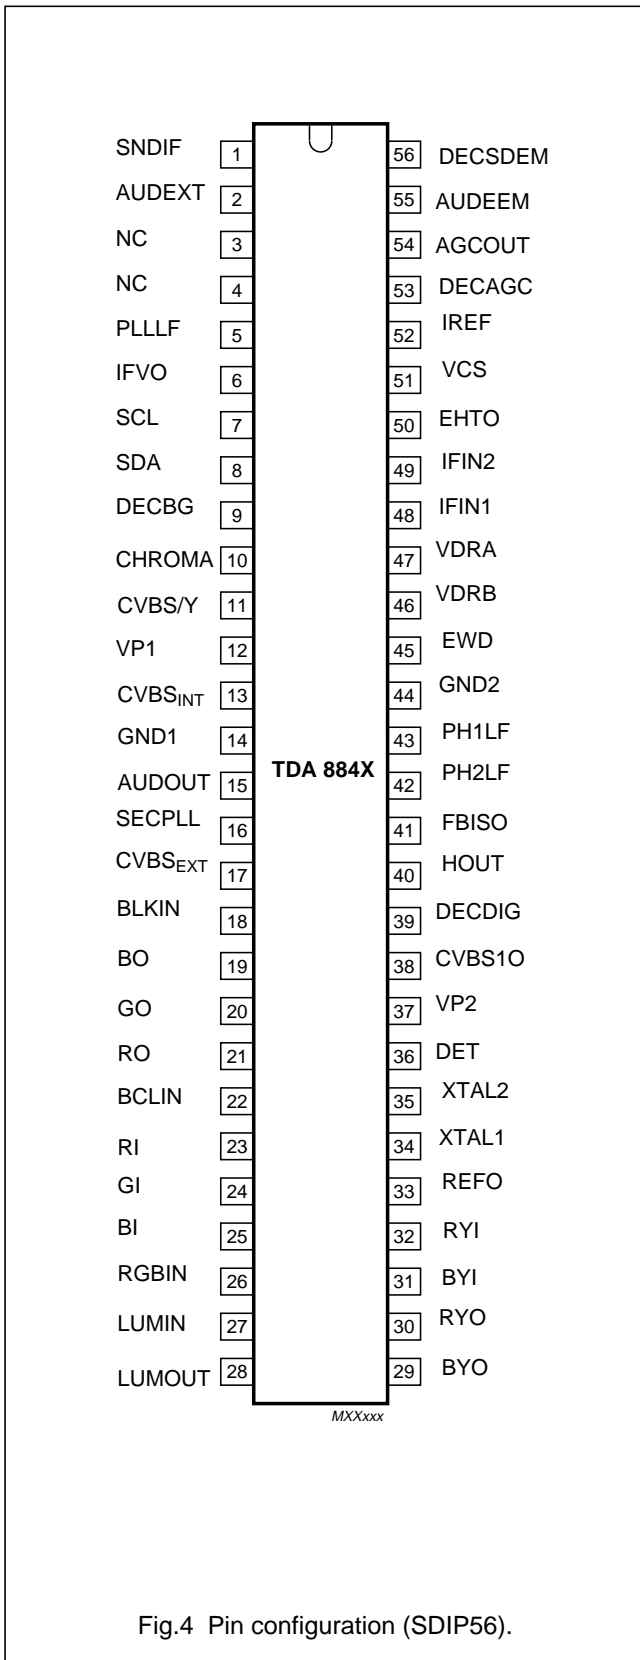 SNDIF 1 56 DECSDEM
AUDEXT 2 55 AUDEEM
NC 3 54 AGCOUT
NC 4 53 DECAGC
PLLLF 5 52 IREF
IFVO 6 51 VCS
SCL 7 50 EHTO
SDA 8 49 IFIN2
DECBG 9 48 IFIN1
CHROMA 10 47 VDRA
CVBS/Y 11 46 VDRB
VP1 12 45 EWD
CVBSINT 13 44 GND2
GND1 14 43 PH1LF
TDA 884X
AUDOUT 15 42 PH2LF
SECPLL 16 41 FBISO
CVBSEXT 17 40 HOUT
BLKIN 18 39 DECDIG
BO 19 38 CVBS1O
GO 20 37 VP2
RO 21 36 DET
BCLIN 22 35 XTAL2
RI 23 34 XTAL1
GI 24 33 REFO
BI 25 32 RYI
RGBIN 26 31 BYI
LUMIN 27 30 RYO
LUMOUT 28 29 BYO
MXXxxx
Fig.4 Pin configuration (SDIP56).